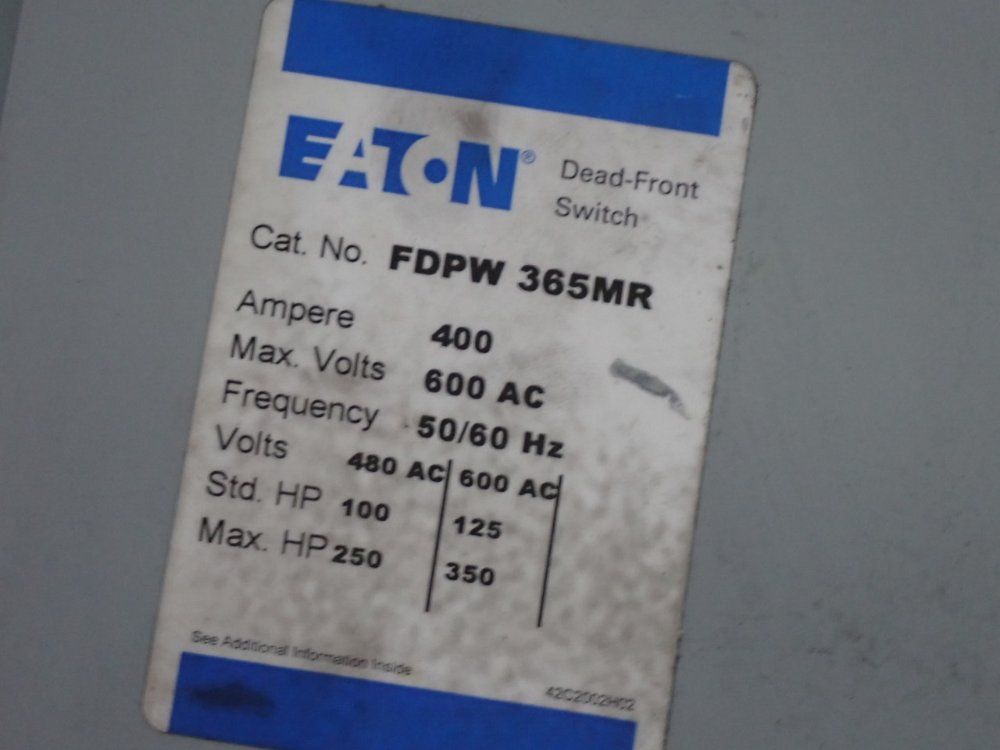 EATON®
Dead-Front
Switch
Cat. No. FDPW 365MR
Ampere 400
Max. Volts 600 AC
Frequency 50/60 Hz
Volts 480 AC 600 AC
Std. HP 100 125
Max. HP 250 350
See Additional Information Inside
42C2002H02